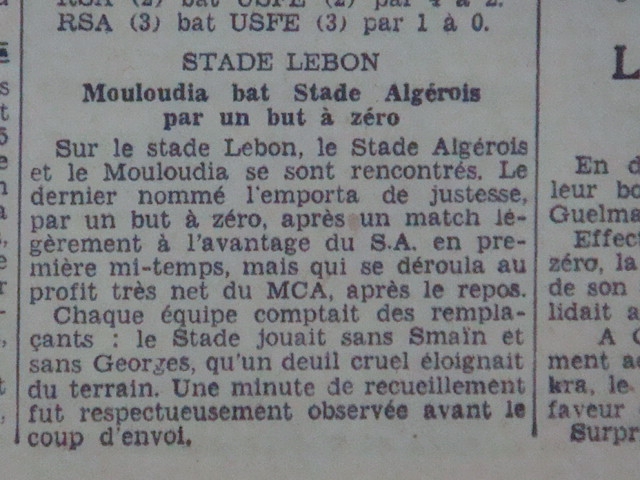 RSA (3) bat USFE (3) par 1 à 0.
STADE LEBON
Mouloudia bat Stade Algérois
par un but à zéro
Sur le stade Lebon, le Stade Algérois
et le Mouloudia se sont rencontrés. Le
dernier nommé l'emporta de justesse,
par un but à zéro, après un match lé-
gèrement à l'avantage du S.A. en pre-
mière mi-temps, mais qui se déroula au
profit très net du MCA, après le repos.
Chaque équipe comptait des rempla-
çants : le Stade jouait sans Smaïn et
sans Georges, qu'un deuil cruel éloignait
du terrain. Une minute de recueillement
fut respectueusement observée avant le
coup d'envoi.
L
En d
leur bo
Guelma
Effect
zéro, la
de son
lidait a
A C
ment ac
kra, le
faveur
Surpr